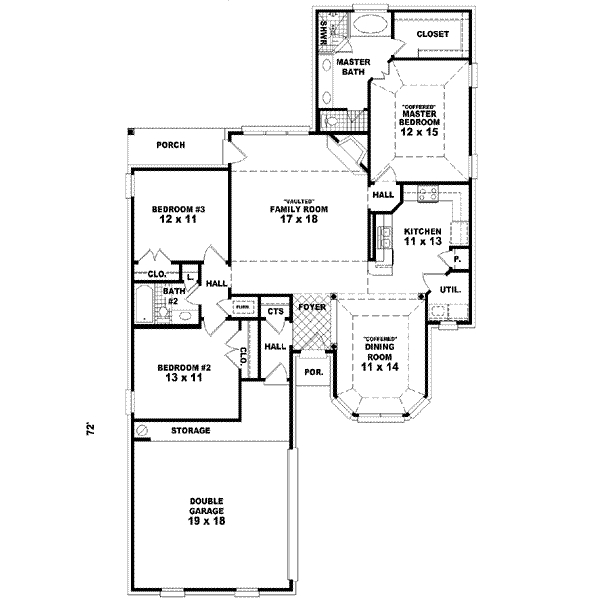 SHWR
CLOSET
MASTER
BATH
"COFFERED"
MASTER
BEDROOM
12 x 15
PORCH
"VAULTED"
FAMILY ROOM
17 x 18
HALL
BEDROOM #3
12 x 11
KITCHEN
11 x 13
P.
CLO.
L.
HALL
UTIL.
BATH
#2
CTS
FOYER
HALL
"COFFERED"
DINING
ROOM
11 x 14
CLO.
BEDROOM #2
13 x 11
POR.
72'
STORAGE
DOUBLE
GARAGE
19 x 18